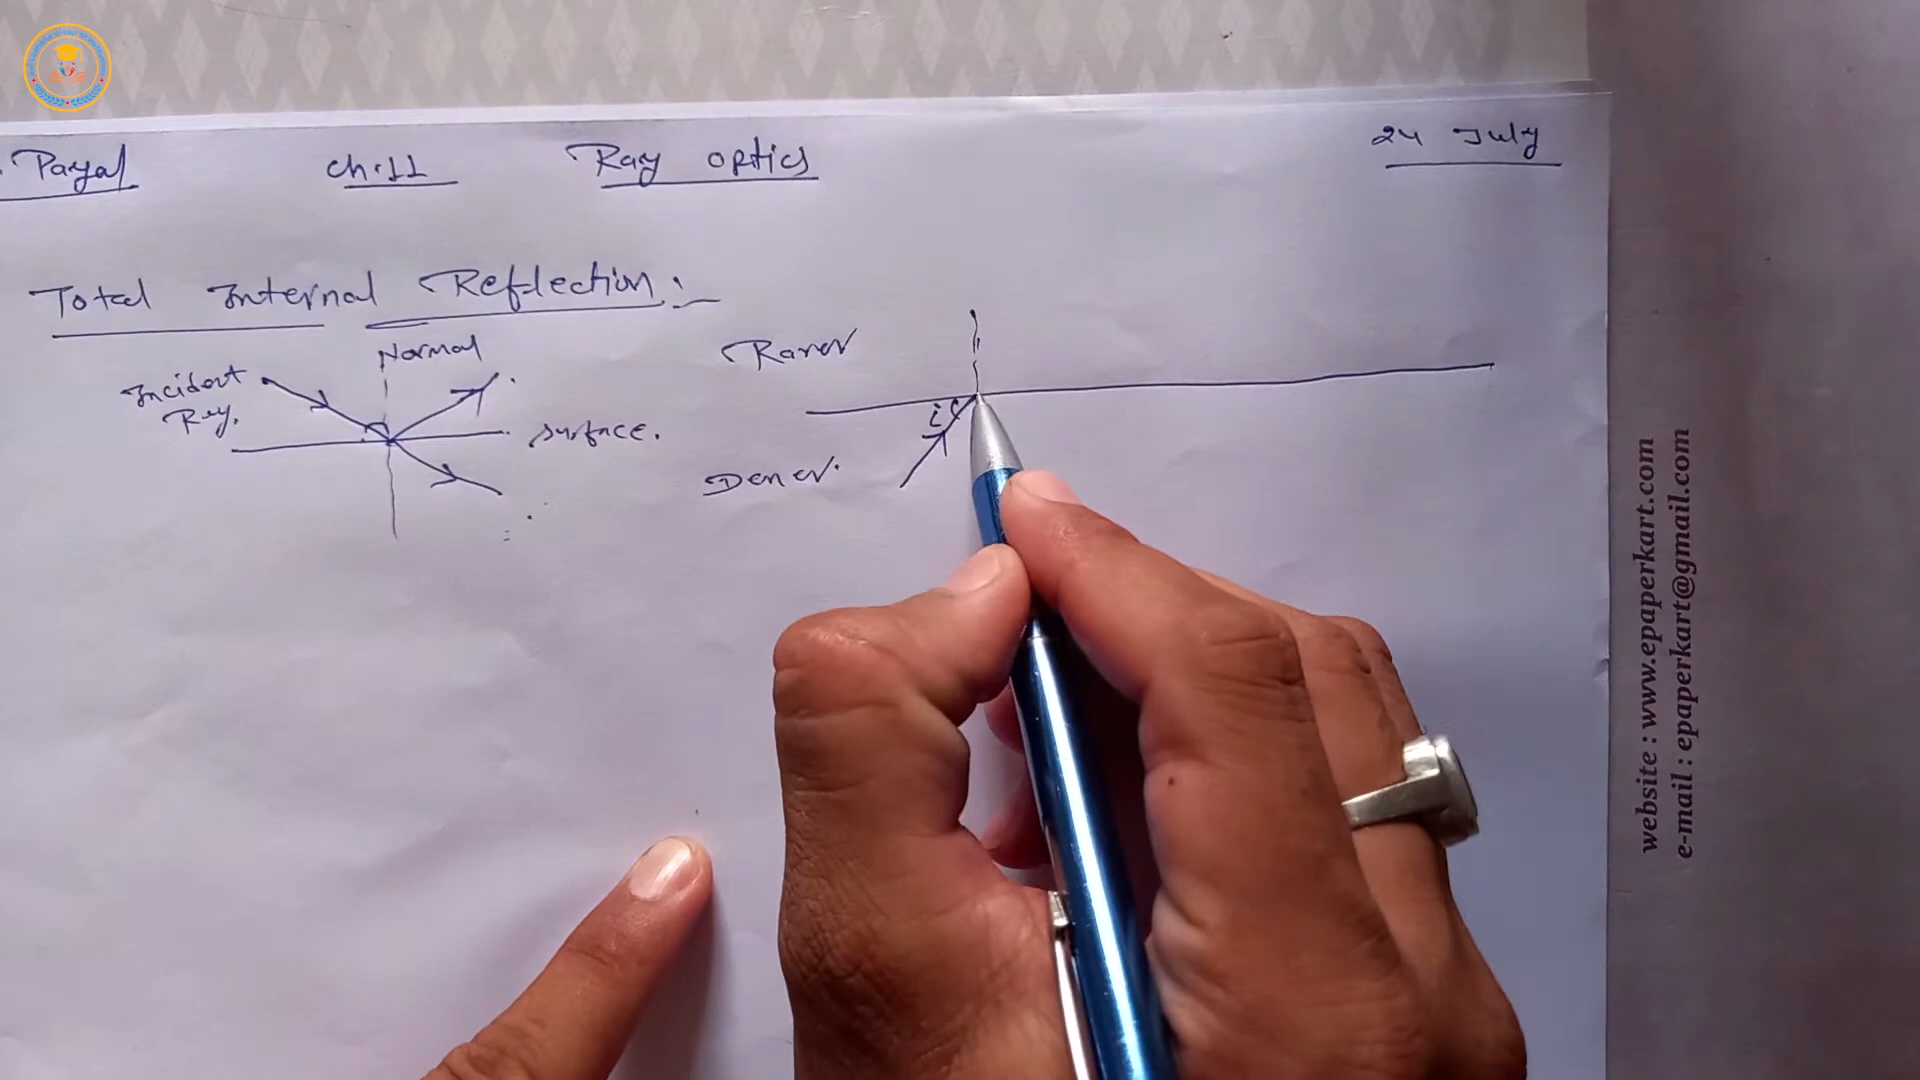 Payal ch.11 Ray optics 24 July
Total Internal Reflection:
Normal
Incident
Ray.
surface.
Rarer
i
Denser.
website : www.epaperkart.com
e-mail : epaperkart@gmail.com